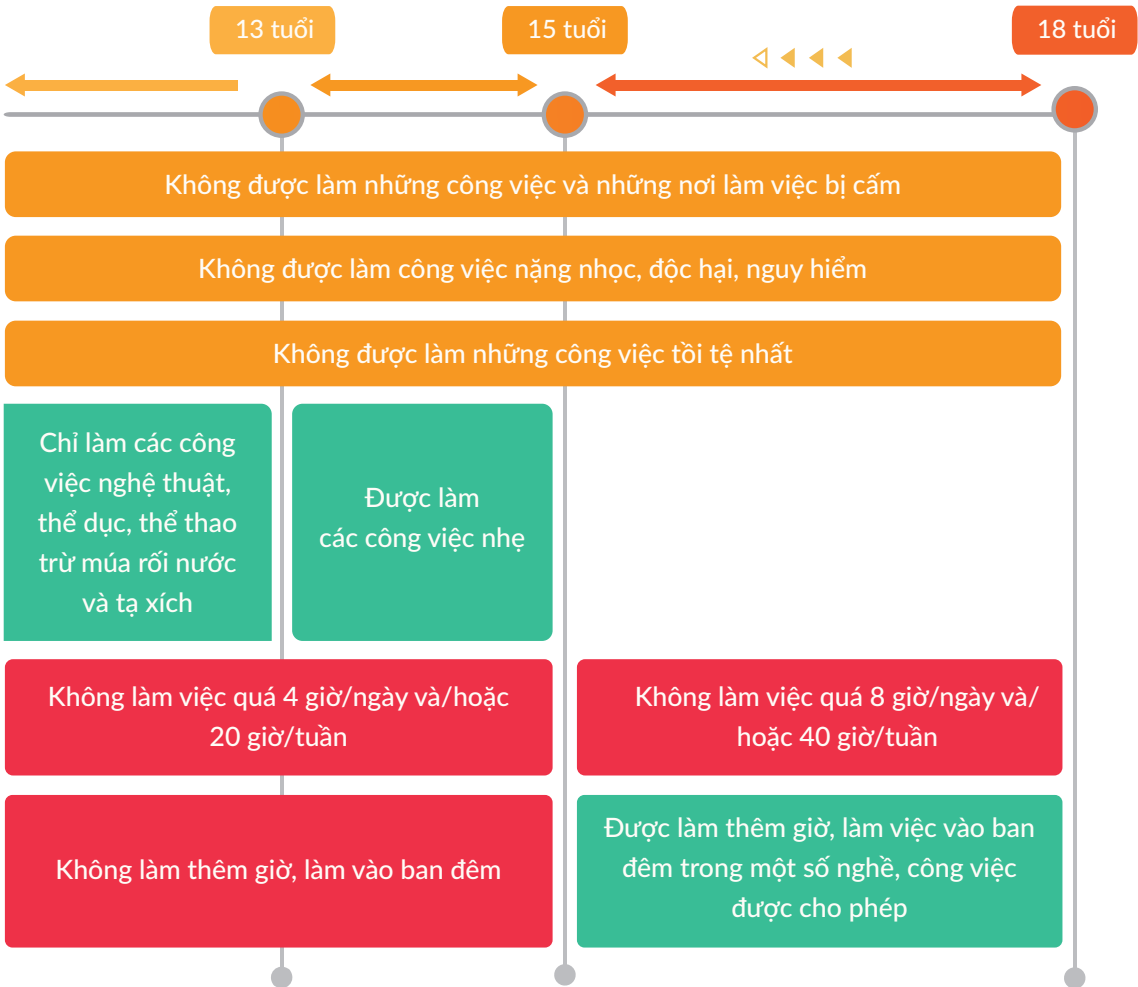 13 tuổi
15 tuổi
18 tuổi
Không được làm những công việc và những nơi làm việc bị cấm
Không được làm công việc nặng nhọc, độc hại, nguy hiểm
Không được làm những công việc tồi tệ nhất
Chỉ làm các công
việc nghệ thuật,
thể dục, thể thao
trừ múa rối nước
và tạ xích
Được làm
các công việc nhẹ
Không làm việc quá 4 giờ/ngày và/hoặc
20 giờ/tuần
Không làm việc quá 8 giờ/ngày và/
hoặc 40 giờ/tuần
Không làm thêm giờ, làm vào ban đêm
Được làm thêm giờ, làm việc vào ban
đêm trong một số nghề, công việc
được cho phép